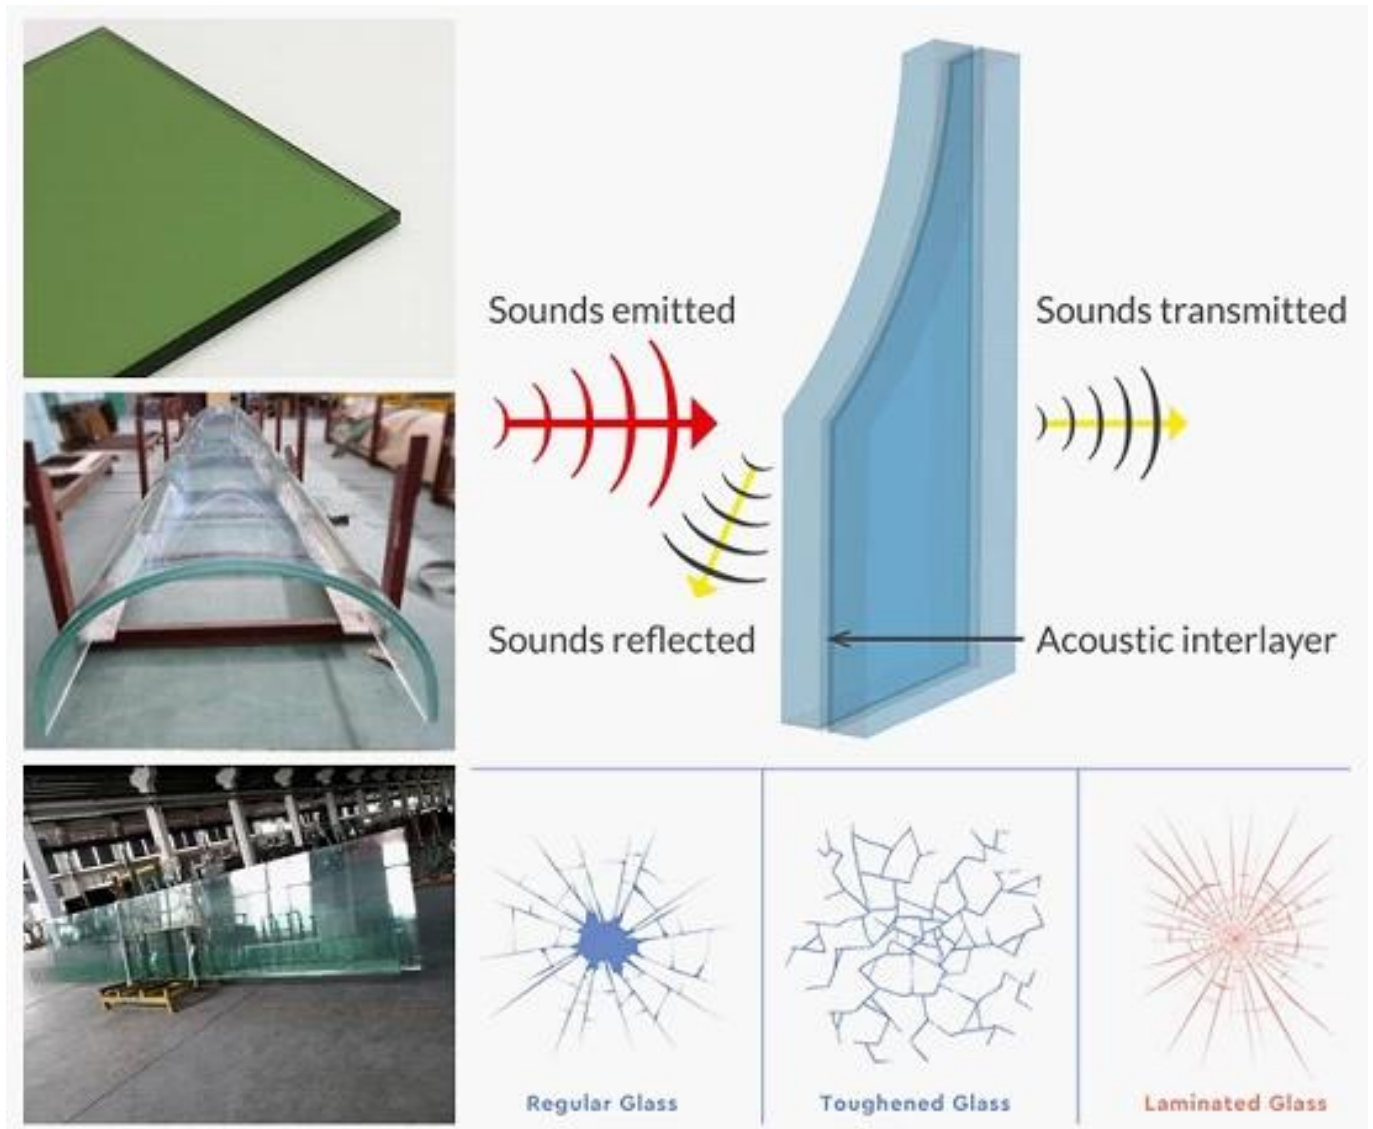 Sounds emitted
Sounds transmitted
Sounds reflected
Acoustic interlayer
Regular Glass
Toughened Glass
Laminated Glass